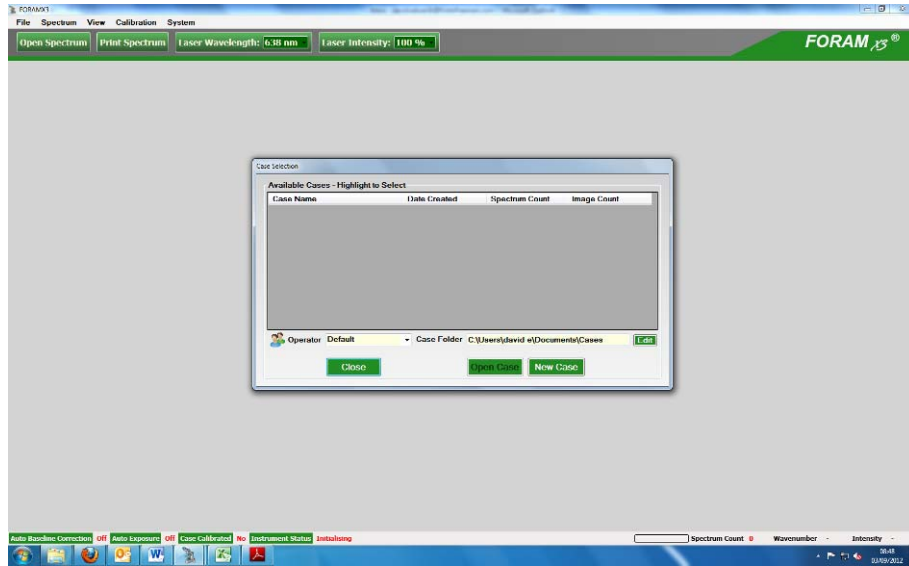 FORAMX3
File Spectrum View Calibration System
Open Spectrum Print Spectrum Laser Wavelength: 638 nm Laser Intensity: 100 % FORAM x3 ®
Case Selection
Available Cases - Highlight to Select
Case Name Date Created Spectrum Count Image Count
Operator Default Case Folder C:\Users\david e\Documents\Cases Edit
Close Open Case New Case
Auto Baseline Correction Off Auto Exposure Off Case Calibrated No Instrument Status Initialising Spectrum Count 0 Wavenumber - Intensity -
08:48
03/09/2012